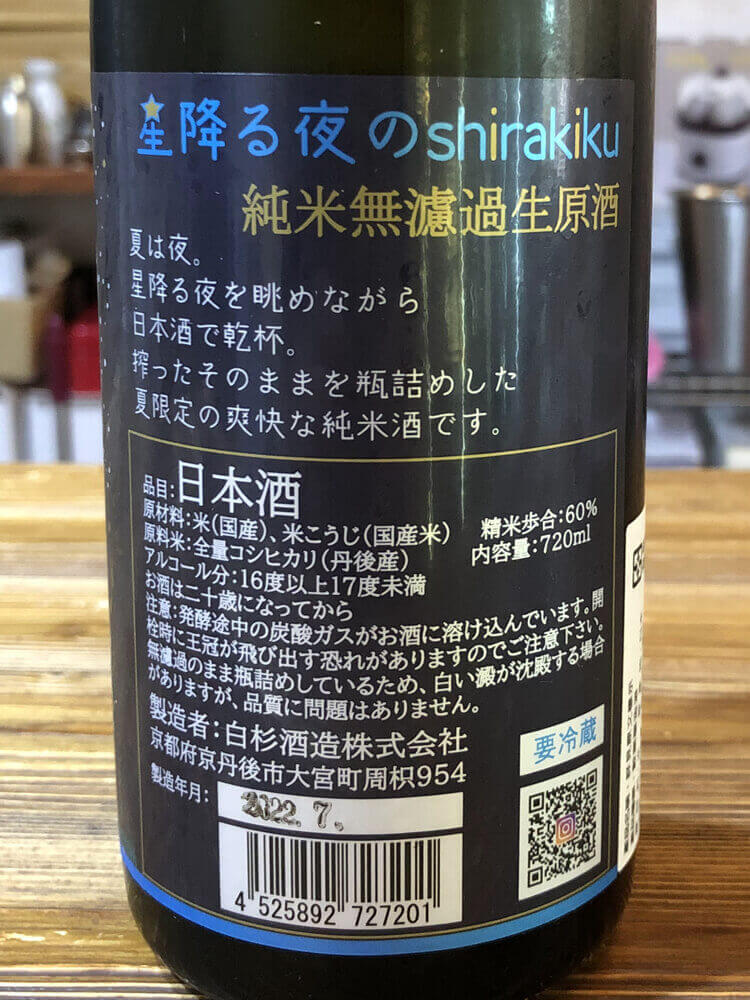 星降る夜のshirakiku
純米無濾過生原酒
夏は夜。
星降る夜を眺めながら
日本酒で乾杯。
搾ったそのままを瓶詰めした
夏限定の爽快な純米酒です。
品目:日本酒
原材料:米(国産)、米こうじ(国産米) 精米歩合:60%
原料米:全量コシヒカリ(丹後産) 内容量:720ml
アルコール分:16度以上17度未満
お酒は二十歳になってから
注意:発酵途中の炭酸ガスがお酒に溶け込んでいます。開
栓時に王冠が飛び出す恐れがありますのでご注意下さい。
無濾過のまま瓶詰めしているため、白い澱が沈殿する場合
がありますが、品質に問題はありません。
製造者:白杉酒造株式会社
京都府京丹後市大宮町周枳954
要冷蔵
製造年月:2022.7.
4 525892 727201